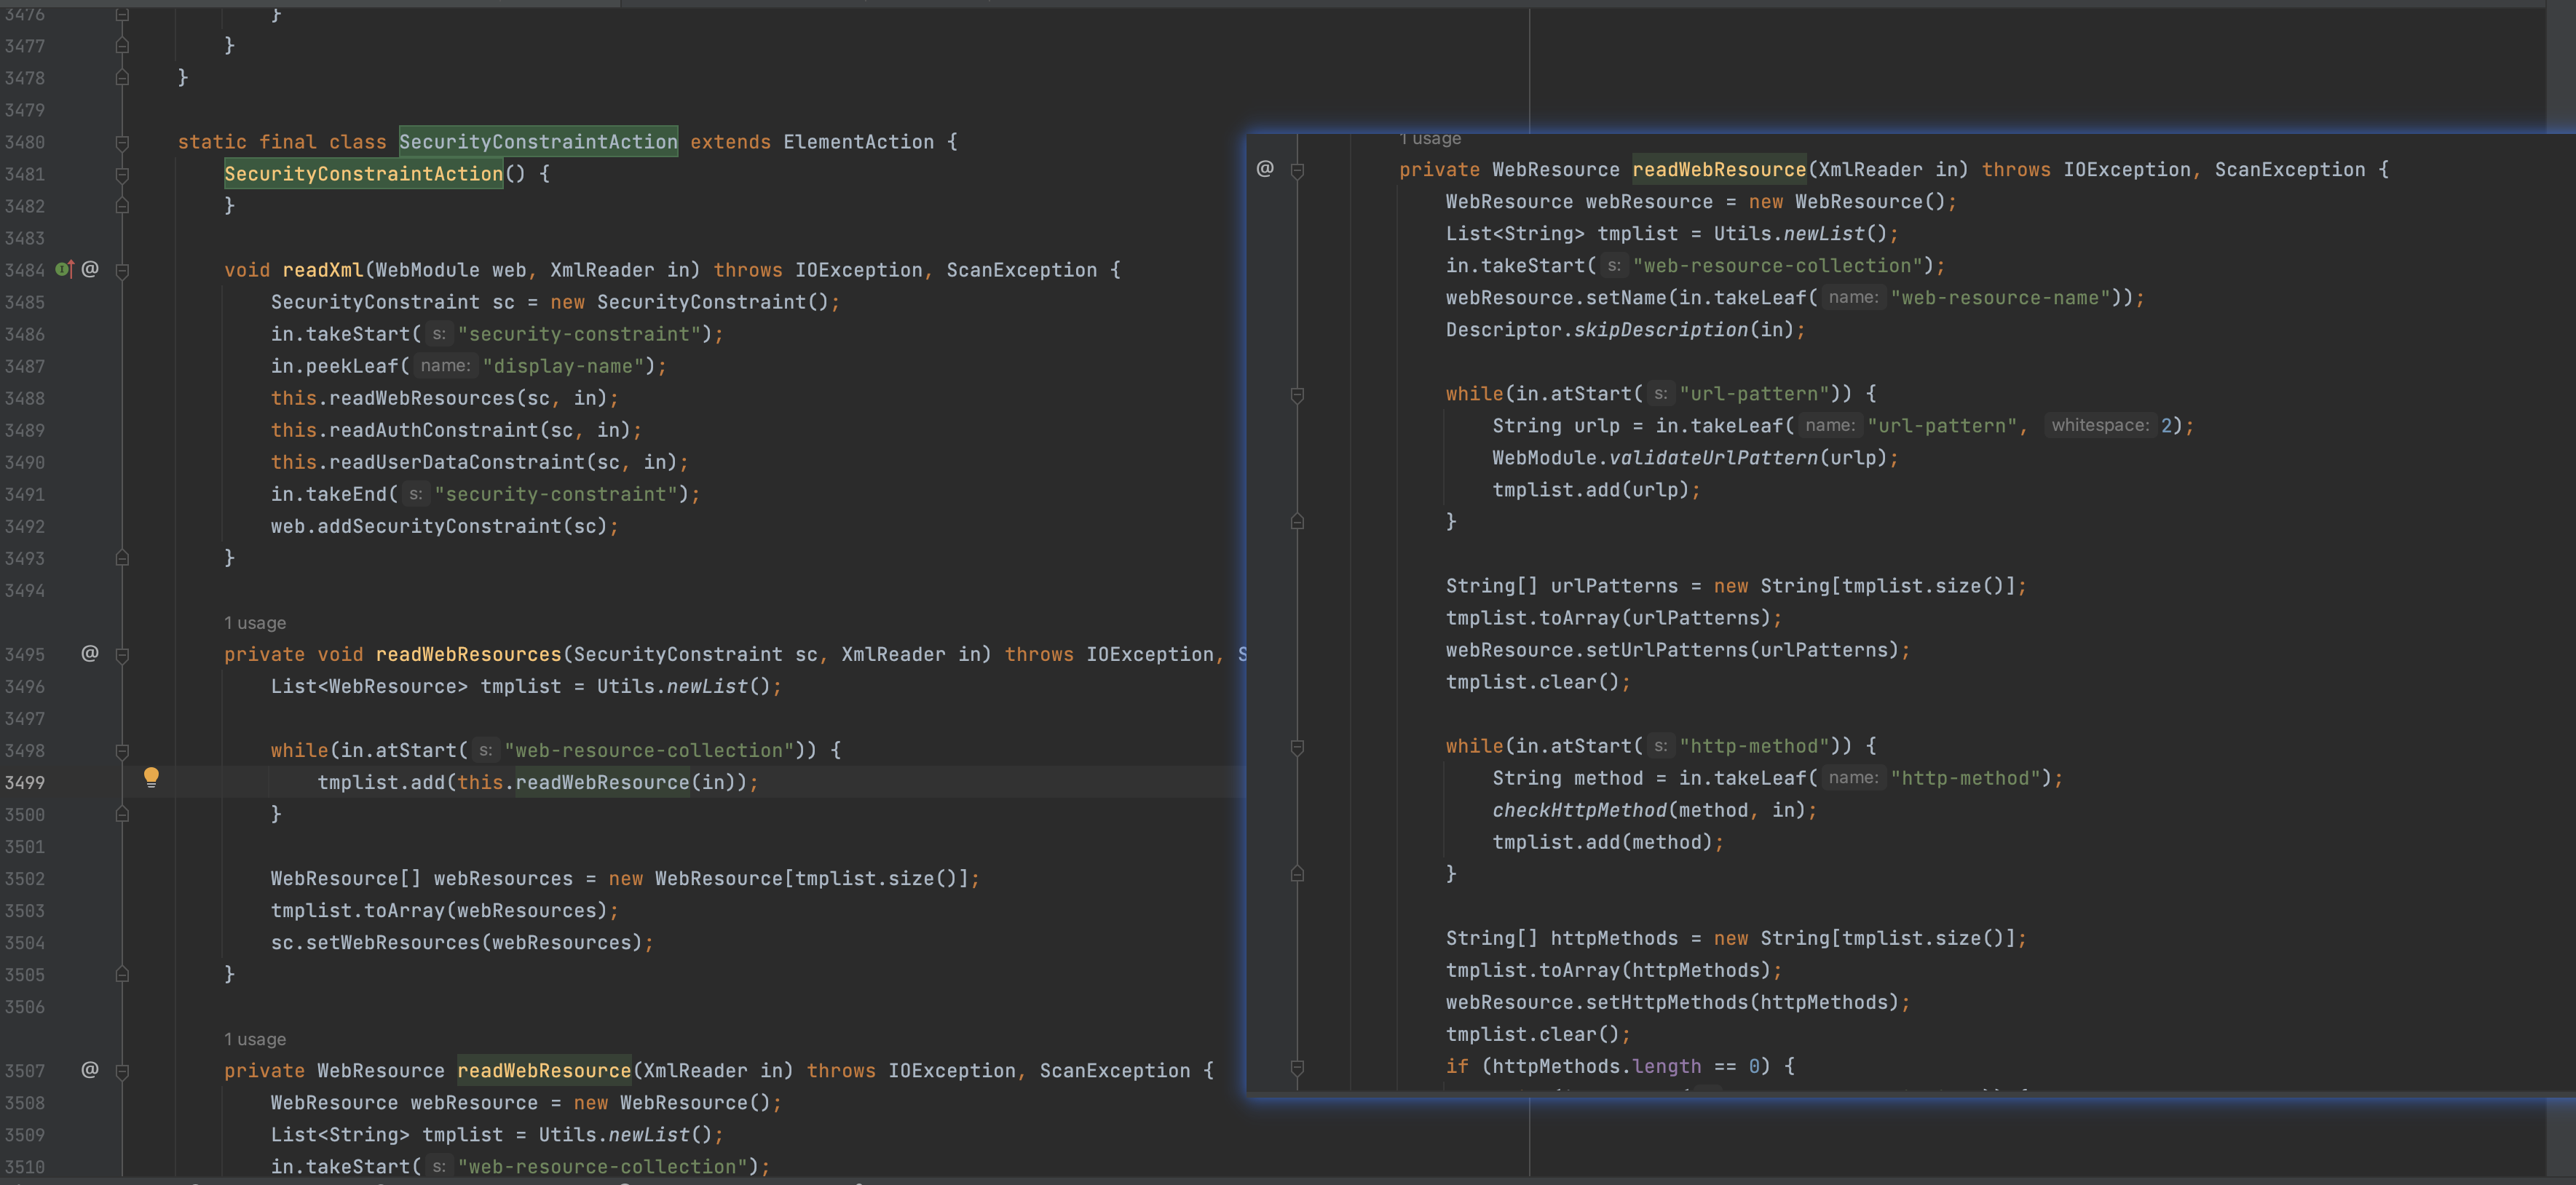 3476 }
3477 }
3478 }
3479
3480 static final class SecurityConstraintAction extends ElementAction {
3481 SecurityConstraintAction() {
3482 }
3483
3484 @ void readXml(WebModule web, XmlReader in) throws IOException, ScanException {
3485 SecurityConstraint sc = new SecurityConstraint();
3486 in.takeStart( s: "security-constraint");
3487 in.peekLeaf( name: "display-name");
3488 this.readWebResources(sc, in);
3489 this.readAuthConstraint(sc, in);
3490 this.readUserDataConstraint(sc, in);
3491 in.takeEnd( s: "security-constraint");
3492 web.addSecurityConstraint(sc);
3493 }
3494
1 usage
3495 @ private void readWebResources(SecurityConstraint sc, XmlReader in) throws IOException, S
3496 List<WebResource> tmplist = Utils.newList();
3497
3498 while(in.atStart( s: "web-resource-collection")) {
3499 tmplist.add(this.readWebResource(in));
3500 }
3501
3502 WebResource[] webResources = new WebResource[tmplist.size()];
3503 tmplist.toArray(webResources);
3504 sc.setWebResources(webResources);
3505 }
3506
1 usage
3507 @ private WebResource readWebResource(XmlReader in) throws IOException, ScanException {
3508 WebResource webResource = new WebResource();
3509 List<String> tmplist = Utils.newList();
3510 in.takeStart( s: "web-resource-collection");
1 usage
@ private WebResource readWebResource(XmlReader in) throws IOException, ScanException {
WebResource webResource = new WebResource();
List<String> tmplist = Utils.newList();
in.takeStart( s: "web-resource-collection");
webResource.setName(in.takeLeaf( name: "web-resource-name"));
Descriptor.skipDescription(in);
while(in.atStart( s: "url-pattern")) {
String urlp = in.takeLeaf( name: "url-pattern", whitespace: 2);
WebModule.validateUrlPattern(urlp);
tmplist.add(urlp);
}
String[] urlPatterns = new String[tmplist.size()];
tmplist.toArray(urlPatterns);
webResource.setUrlPatterns(urlPatterns);
tmplist.clear();
while(in.atStart( s: "http-method")) {
String method = in.takeLeaf( name: "http-method");
checkHttpMethod(method, in);
tmplist.add(method);
}
String[] httpMethods = new String[tmplist.size()];
tmplist.toArray(httpMethods);
webResource.setHttpMethods(httpMethods);
tmplist.clear();
if (httpMethods.length == 0) {